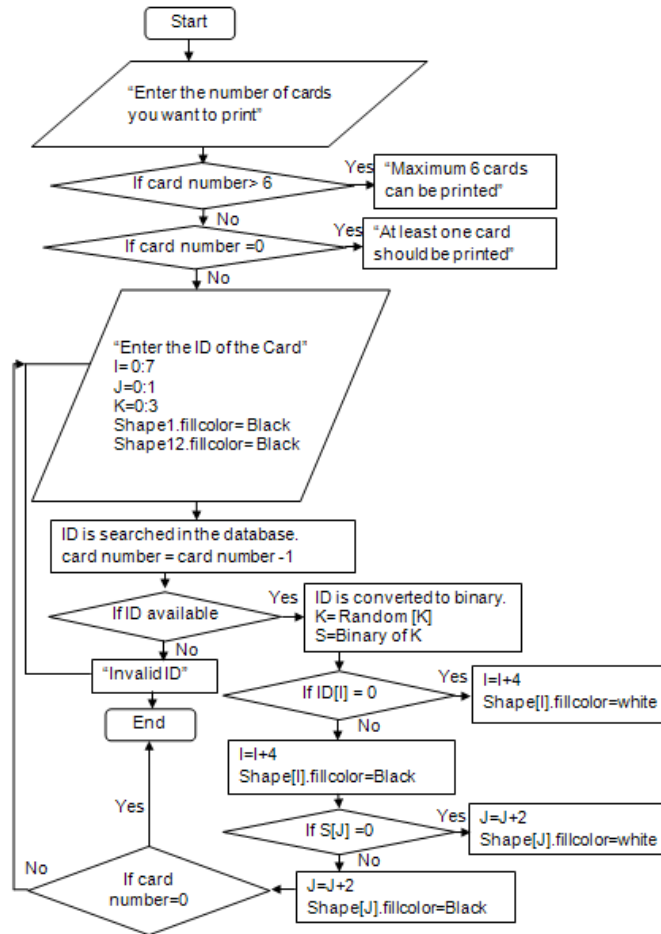 Start
“Enter the number of cards
you want to print”
If card number> 6
Yes
“Maximum 6 cards
can be printed”
No
If card number =0
Yes
“At least one card
should be printed”
No
“Enter the ID of the Card”
I= 0:7
J=0:1
K=0:3
Shape1.fillcolor= Black
Shape12.fillcolor= Black
ID is searched in the database.
card number = card number -1
If ID available
Yes
ID is converted to binary.
K= Random [K]
S=Binary of K
No
“Invalid ID”
End
If ID[I] = 0
Yes
I=I+4
Shape[I].fillcolor=white
No
I=I+4
Shape[I].fillcolor=Black
If S[J] =0
Yes
J=J+2
Shape[J].fillcolor=white
No
J=J+2
Shape[J].fillcolor=Black
If card
number=0
Yes
No